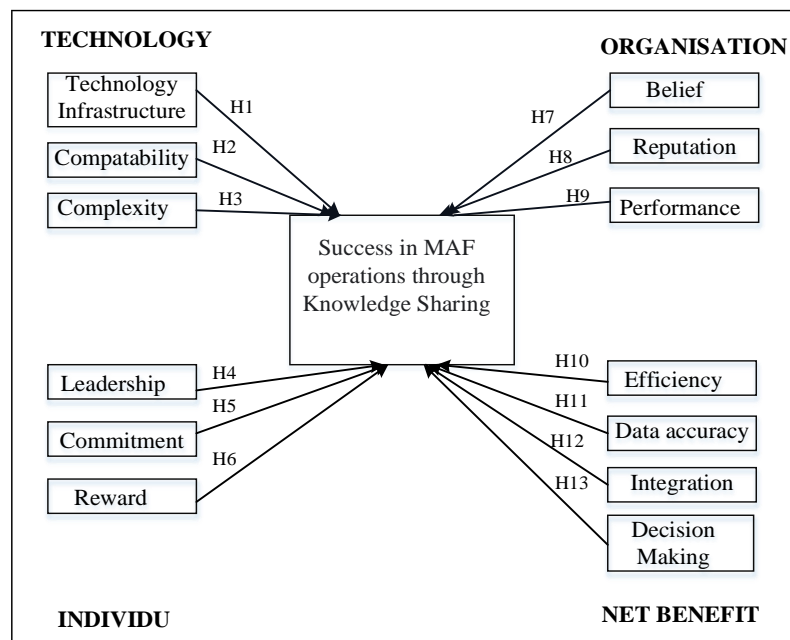 TECHNOLOGY
Technology
Infrastructure
H1
Compatability
H2
Complexity
H3
ORGANISATION
Belief
H7
Reputation
H8
Performance
H9
Success in MAF
operations through
Knowledge Sharing
Leadership
H4
Commitment
H5
Reward
H6
INDIVIDU
H10
Efficiency
H11
Data accuracy
H12
Integration
H13
Decision
Making
NET BENEFIT